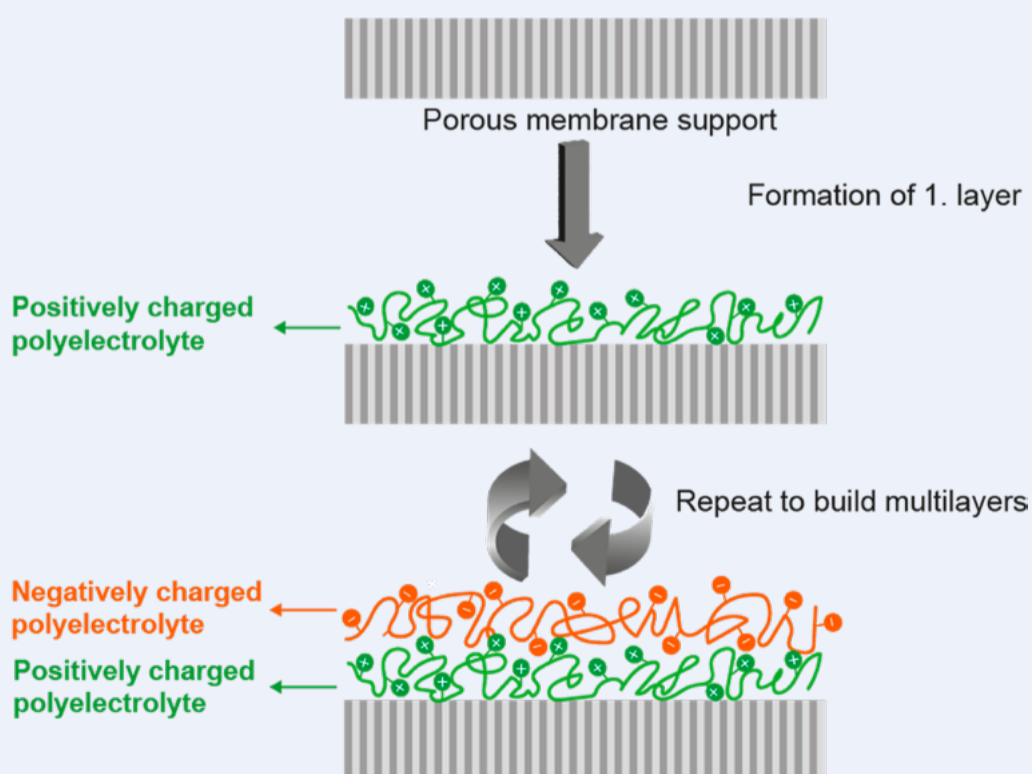 Porous membrane support
Formation of 1. layer
Positively charged
polyelectrolyte
Repeat to build multilayers
Negatively charged
polyelectrolyte
Positively charged
polyelectrolyte